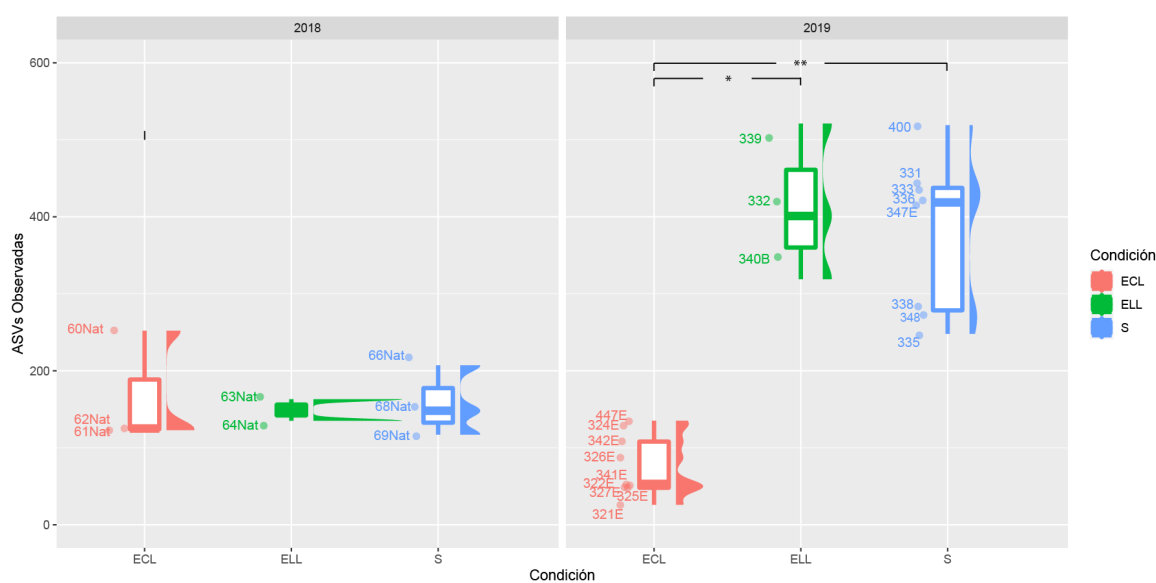 2018
2019
600
400
200
0
ASVs Observadas
**
*
339
400
331
333
336
347E
332
340B
338
348
335
60Nat
62Nat
61Nat
63Nat
64Nat
66Nat
68Nat
69Nat
447E
324E
342E
326E
341E
322E
327E
325E
321E
ECL
ELL
S
ECL
ELL
S
Condición
Condición
ECL
ELL
S